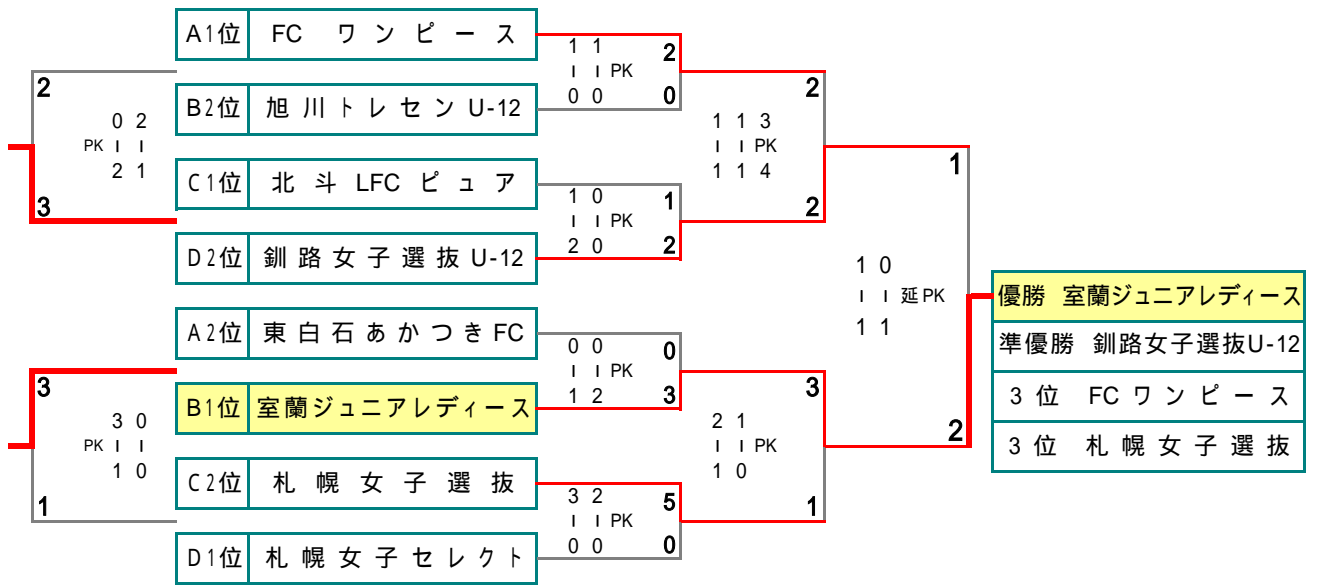 A1位 FC ワンピース
1 1
I I PK
0 0
2
0
2
B2位 旭川トレセンU-12
0 2
PK I I
2 1
3
2
1 1 3
I I PK
1 1 4
2
C1位 北斗LFCピュア
1 0
I I PK
2 0
1
2
D2位 釧路女子選抜U-12
1
1 0
I I 延PK
1 1
2
優勝 室蘭ジュニアレディース
準優勝 釧路女子選抜U-12
3位 FCワンピース
3位 札幌女子選抜
A2位 東白石あかつきFC
0 0
I I PK
1 2
0
3
3
B1位 室蘭ジュニアレディース
3 0
PK I I
1 0
1
3
2 1
I I PK
1 0
1
C2位 札幌女子選抜
3 2
I I PK
0 0
5
0
D1位 札幌女子セレクト